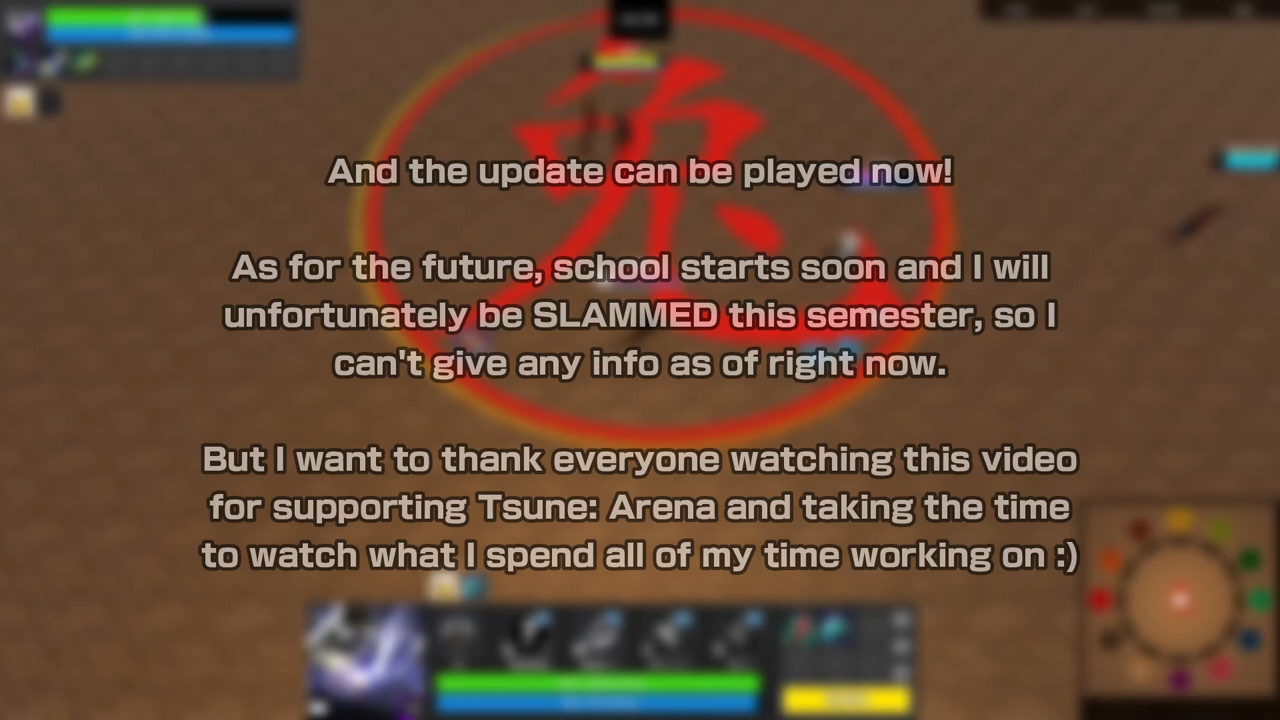 And the update can be played now!
As for the future, school starts soon and I will
unfortunately be SLAMMED this semester, so I
can't give any info as of right now.
But I want to thank everyone watching this video
for supporting Tsune: Arena and taking the time
to watch what I spend all of my time working on :)